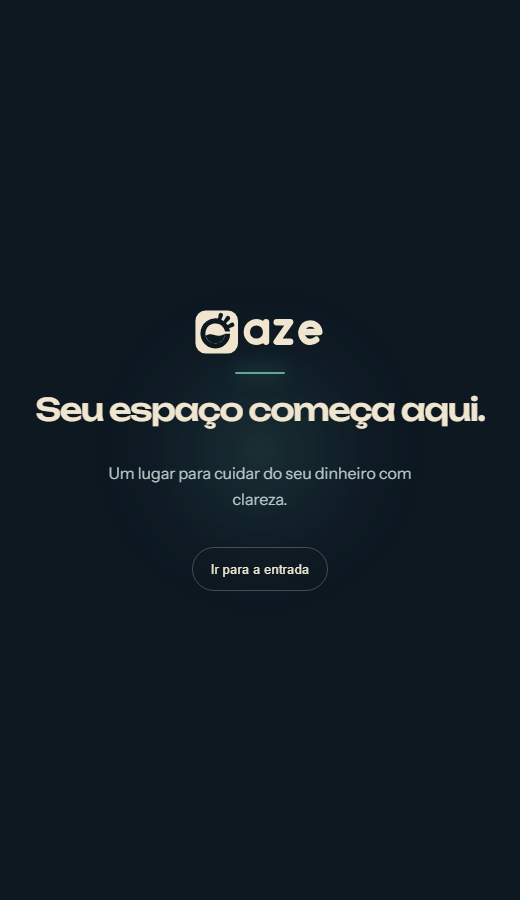 aze
Seu espaço começa aqui.
Um lugar para cuidar do seu dinheiro com
clareza.
Ir para a entrada